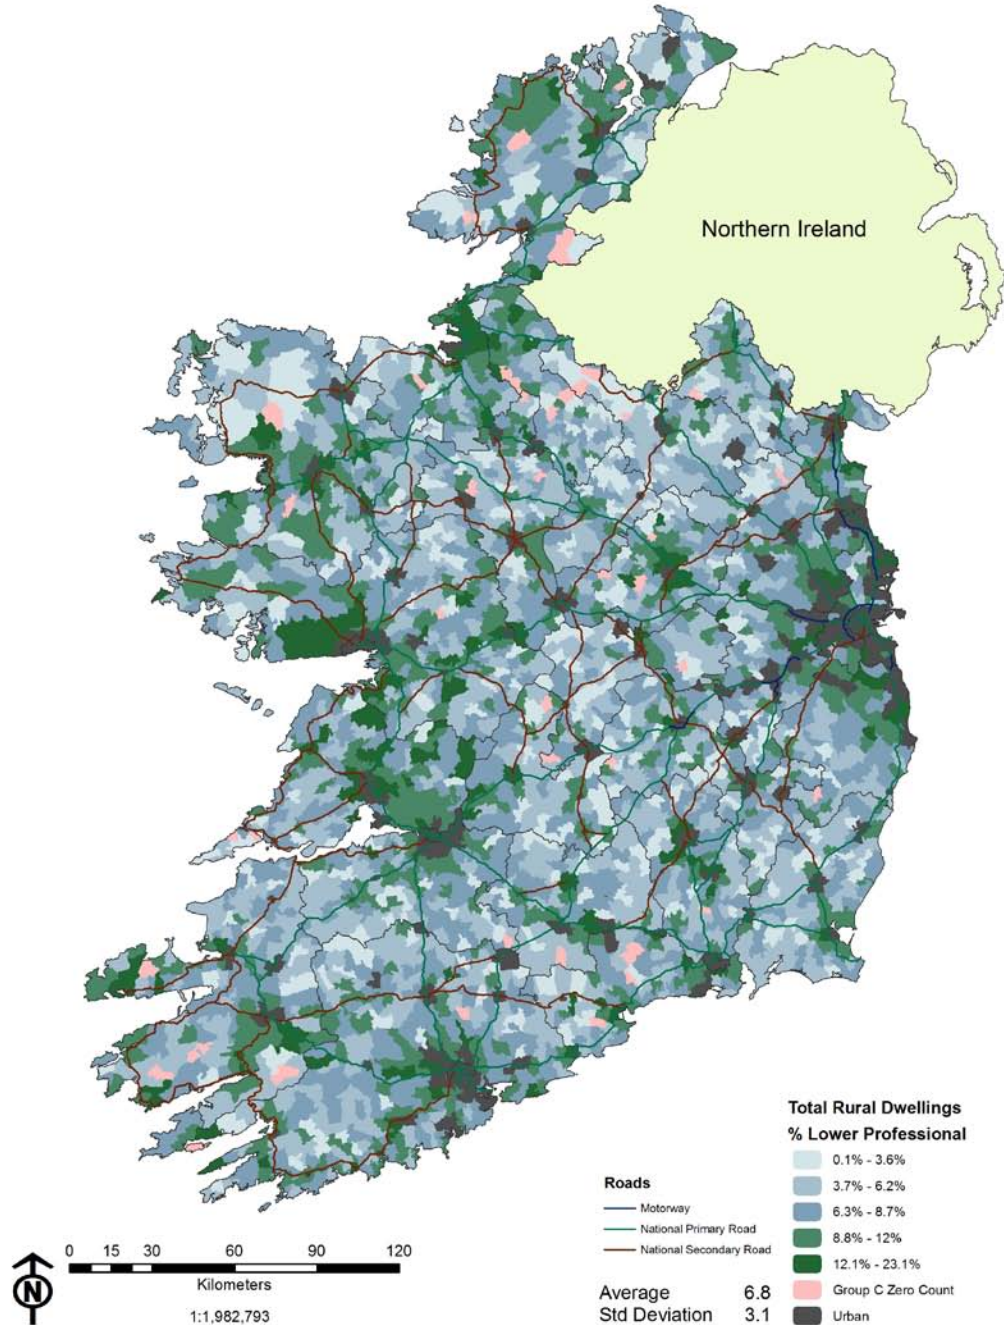 Northern Ireland
Total Rural Dwellings
% Lower Professional
0.1% - 3.6%
3.7% - 6.2%
6.3% - 8.7%
8.8% - 12%
12.1% - 23.1%
Group C Zero Count
Urban
Roads
Motorway
National Primary Road
National Secondary Road
Average 6.8
Std Deviation 3.1
0 15 30 60 90 120
Kilometers
1:1,982,793
N